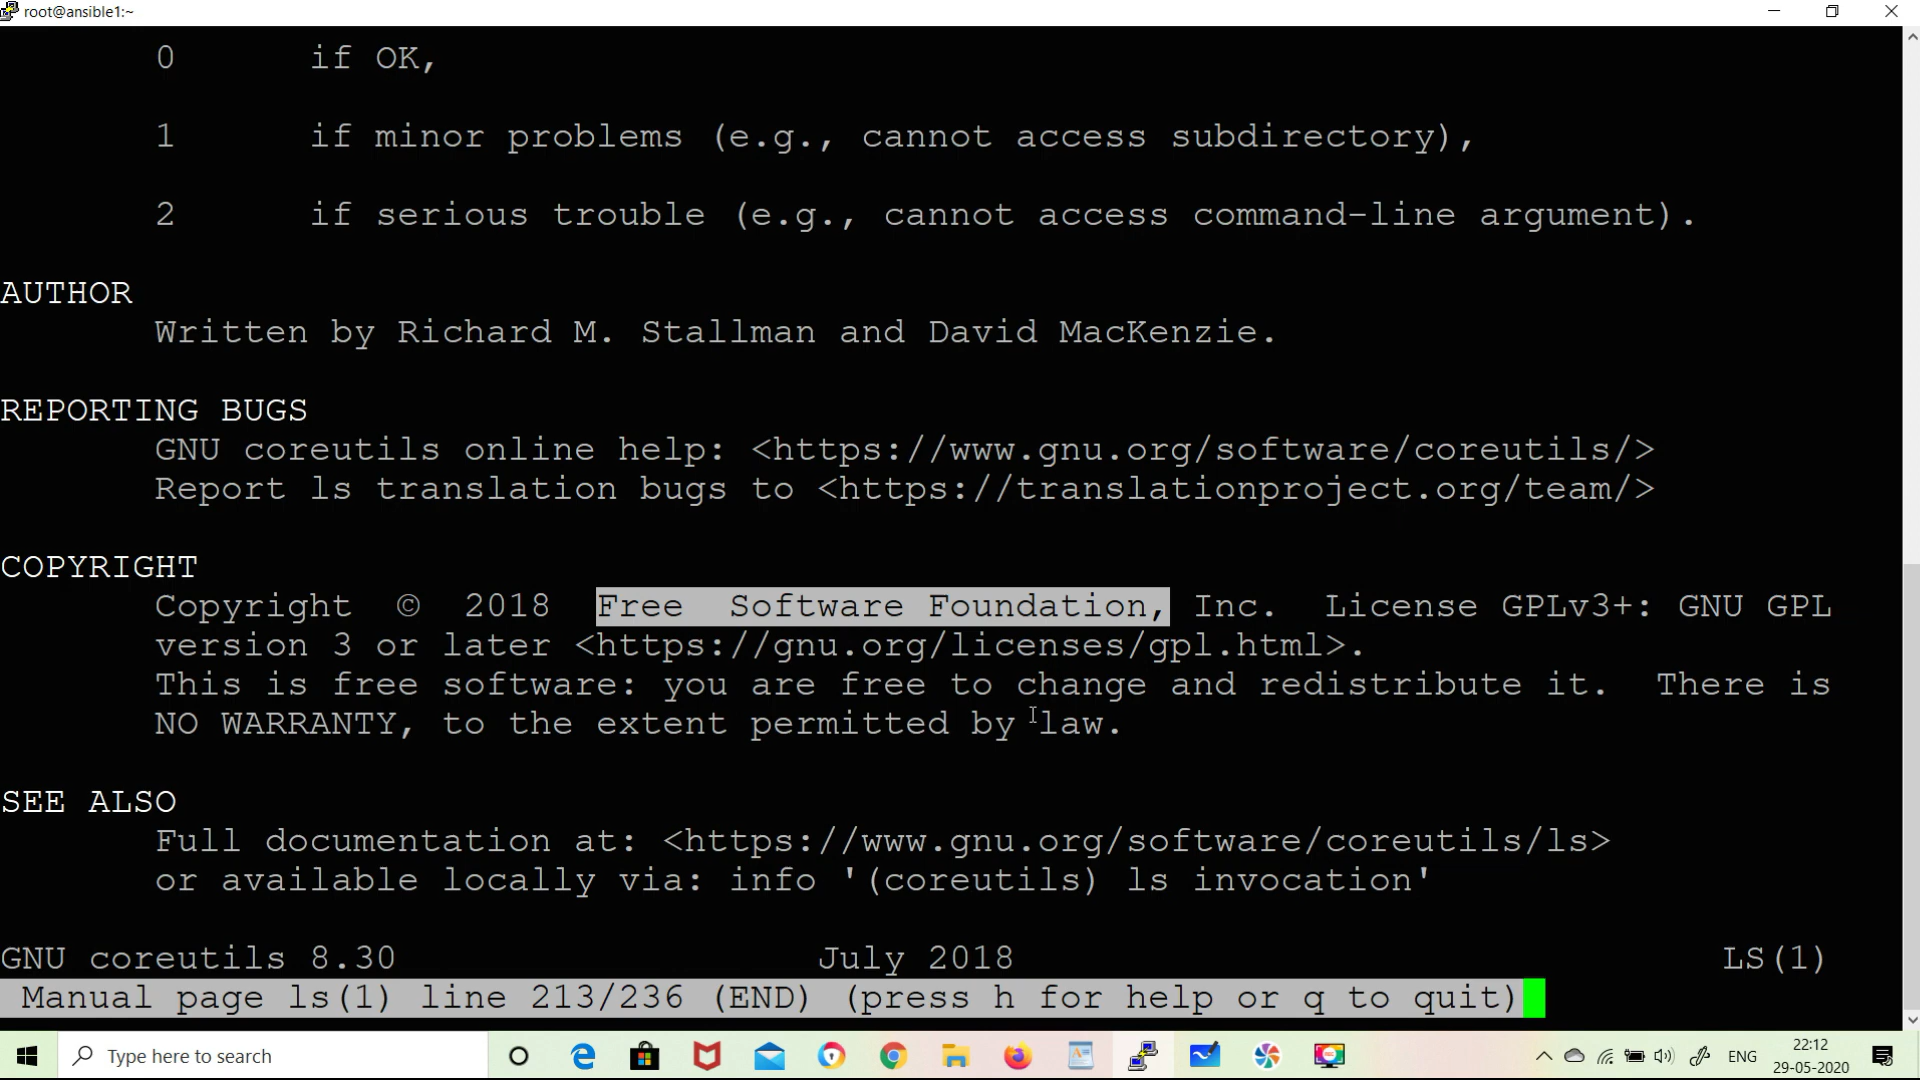 root@ansible1:~
0 if OK,
1 if minor problems (e.g., cannot access subdirectory),
2 if serious trouble (e.g., cannot access command-line argument).
AUTHOR
Written by Richard M. Stallman and David MacKenzie.
REPORTING BUGS
GNU coreutils online help: <https://www.gnu.org/software/coreutils/>
Report ls translation bugs to <https://translationproject.org/team/>
COPYRIGHT
Copyright © 2018 Free Software Foundation, Inc. License GPLv3+: GNU GPL
version 3 or later <https://gnu.org/licenses/gpl.html>.
This is free software: you are free to change and redistribute it. There is
NO WARRANTY, to the extent permitted by law.
SEE ALSO
Full documentation at: <https://www.gnu.org/software/coreutils/ls>
or available locally via: info '(coreutils) ls invocation'
GNU coreutils 8.30 July 2018 LS(1)
Manual page ls(1) line 213/236 (END) (press h for help or q to quit)
Type here to search
ENG
22:12
29-05-2020